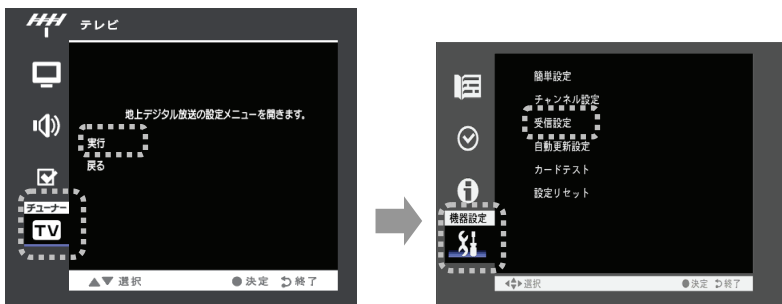 テレビ
地上デジタル放送の設定メニューを開きます。
実行
戻る
チューナー
TV
▲▼ 選択 ●決定 終了
簡単設定
チャンネル設定
受信設定
自動更新設定
カードテスト
設定リセット
機器設定
選択 ●決定 終了